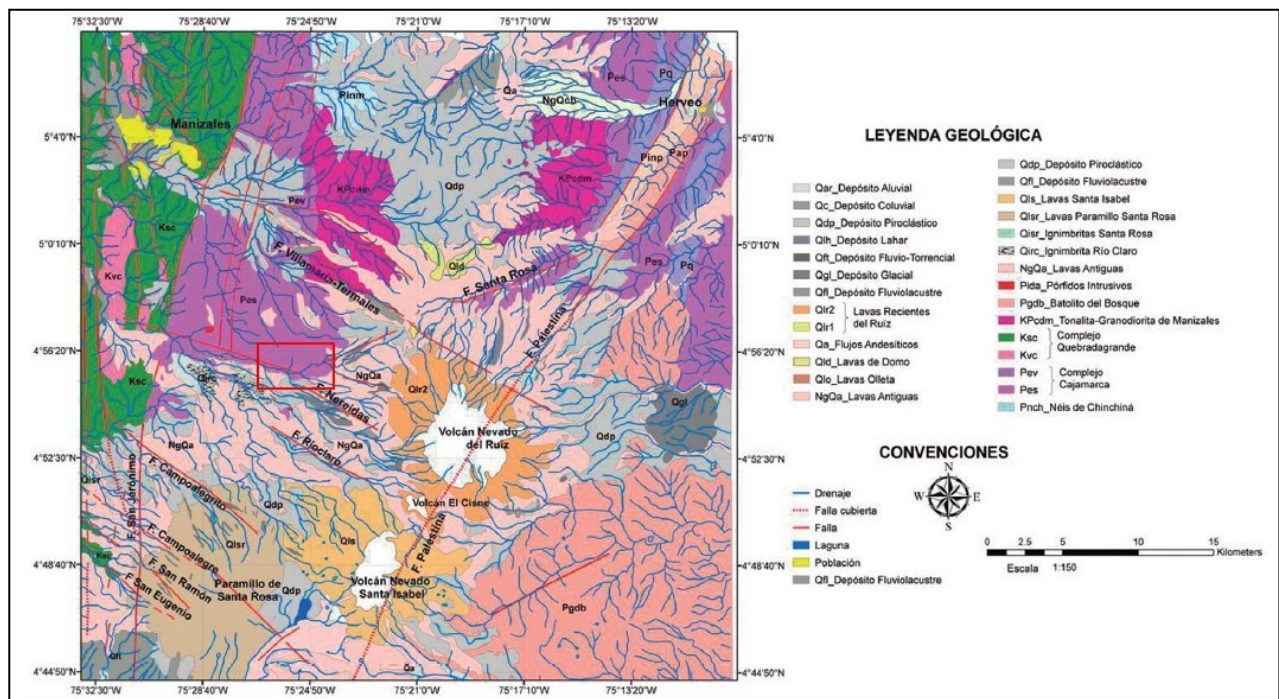 75°32'30"W 75°28'40"W 75°24'50"W 75°21'0"W 75°17'10"W 75°13'20"W
Pinm
Qa
NgQcb
Pes
Pq
Herveo
Manizales
5°4'0"N
5°4'0"N
KPcdm
Qdp
KPcdm
Pinp
Pap
Pev
Ksc
5°0'10"N
5°0'10"N
Kvc
F. Villamaría-Termales
Qld
F. Santa Rosa
Pes
Pq
Pes
4°56'20"N
4°56'20"N
F. Palestina
Ksc
Qirc
NgQa
Qlr2
Qgl
F. Nereidas
Qdp
NgQa
F. Rioclaro
NgQa
Volcán Nevado
del Ruiz
4°52'30"N
4°52'30"N
F. San Jerónimo
F. Campoalegrito
Qisr
Qdp
Volcán El Cisne
F. Palestina
Ksc
F. Campoalegre
Qlsr
Qls
4°48'40"N
4°48'40"N
F. San Ramón
F. San Eugenio
Paramillo de
Santa Rosa
Qdp
Volcán Nevado
Santa Isabel
Pgdb
Qft
Qa
4°44'50"N
4°44'50"N
75°32'30"W 75°28'40"W 75°24'50"W 75°21'0"W 75°17'10"W 75°13'20"W
LEYENDA GEOLÓGICA
Qar_Depósito Aluvial
Qc_Depósito Coluvial
Qdp_Depósito Piroclástico
Qlh_Depósito Lahar
Qft_Depósito Fluvio-Torrencial
Qgl_Depósito Glacial
Qfl_Depósito Fluviolacustre
Qlr2
Qlr1
Lavas Recientes
del Ruiz
Qa_Flujos Andesíticos
Qld_Lavas de Domo
Qlo_Lavas Olleta
NgQa_Lavas Antiguas
Qdp_Depósito Piroclástico
Qfl_Depósito Fluviolacustre
Qls_Lavas Santa Isabel
Qlsr_Lavas Paramillo Santa Rosa
Qisr_Ignimbritas Santa Rosa
Qirc_Ignimbrita Río Claro
NgQa_Lavas Antiguas
Pida_Pórfidos Intrusivos
Pgdb_Batolito del Bosque
KPcdm_Tonalita-Granodiorita de Manizales
Ksc
Kvc
Complejo
Quebradagrande
Pev
Pes
Complejo
Cajamarca
Pnch_Néis de Chinchiná
CONVENCIONES
Drenaje
Falla cubierta
Falla
Laguna
Población
Qfl_Depósito Fluviolacustre
N
W E
S
0 2.5 5 10 15
Kilometers
Escala 1:150